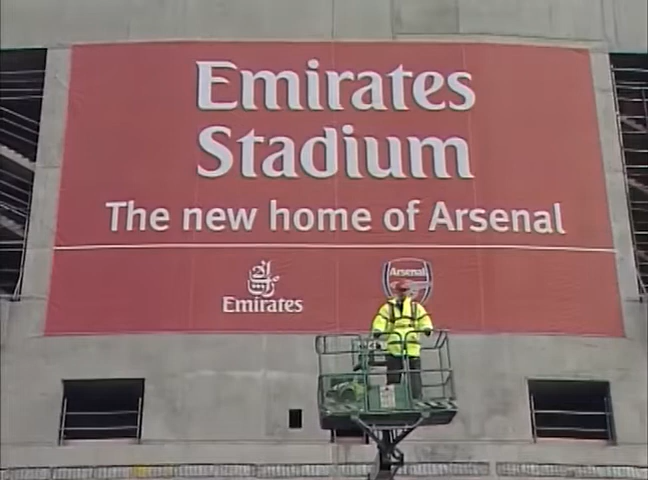 Emirates
Stadium
The new home of Arsenal
Emirates
Arsenal